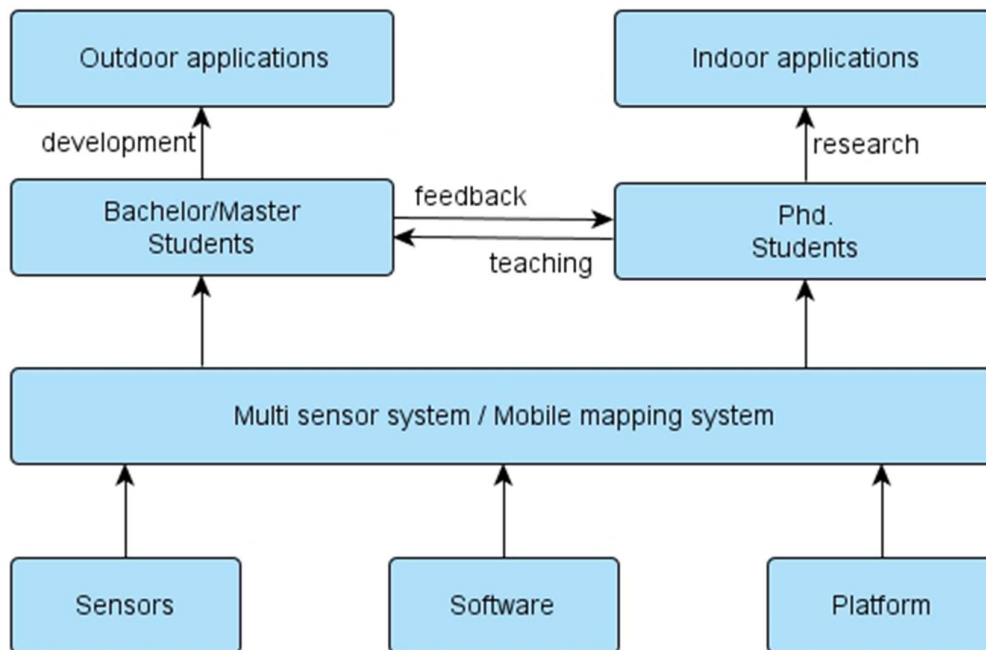 Outdoor applications
Indoor applications
development
research
Bachelor/Master
Students
feedback
teaching
Phd.
Students
Multi sensor system / Mobile mapping system
Sensors
Software
Platform